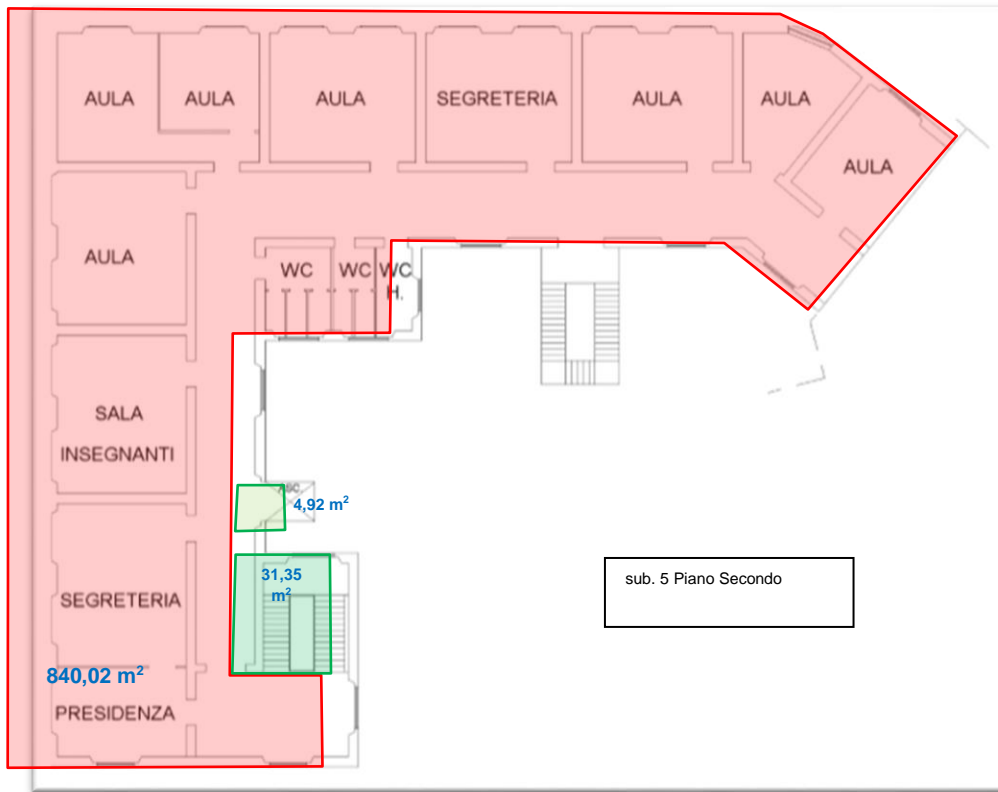 AULA
AULA
AULA
SEGRETERIA
AULA
AULA
AULA
AULA
WC
WC
WC
H.
SALA
INSEGNANTI
ASC.
4,92 m²
31,35
m²
sub. 5 Piano Secondo
SEGRETERIA
840,02 m²
PRESIDENZA